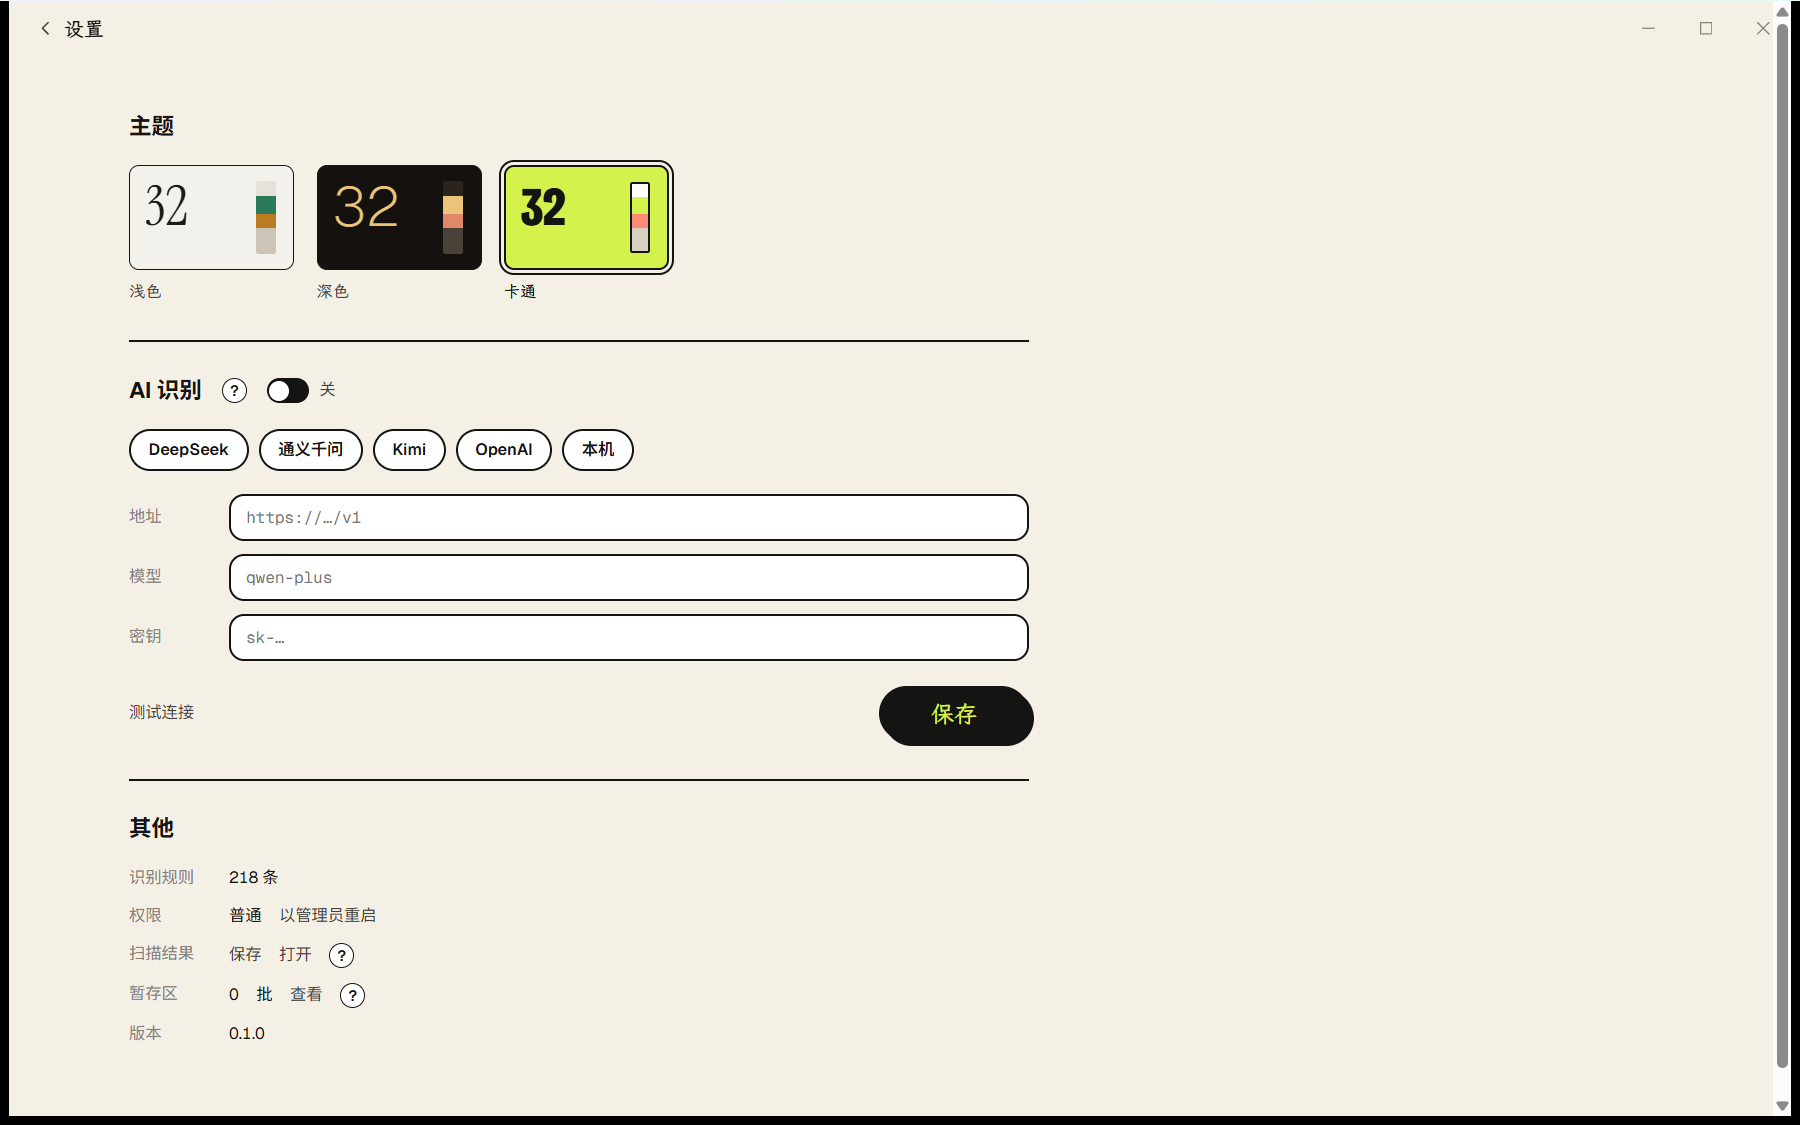 设置
主题
32 32 32
浅色 深色 卡通
AI 识别 ? 关
DeepSeek 通义千问 Kimi OpenAI 本机
地址 https://…/v1
模型 qwen-plus
密钥 sk-…
测试连接 保存
其他
识别规则 218 条
权限 普通 以管理员重启
扫描结果 保存 打开 ?
暂存区 0 批 查看 ?
版本 0.1.0